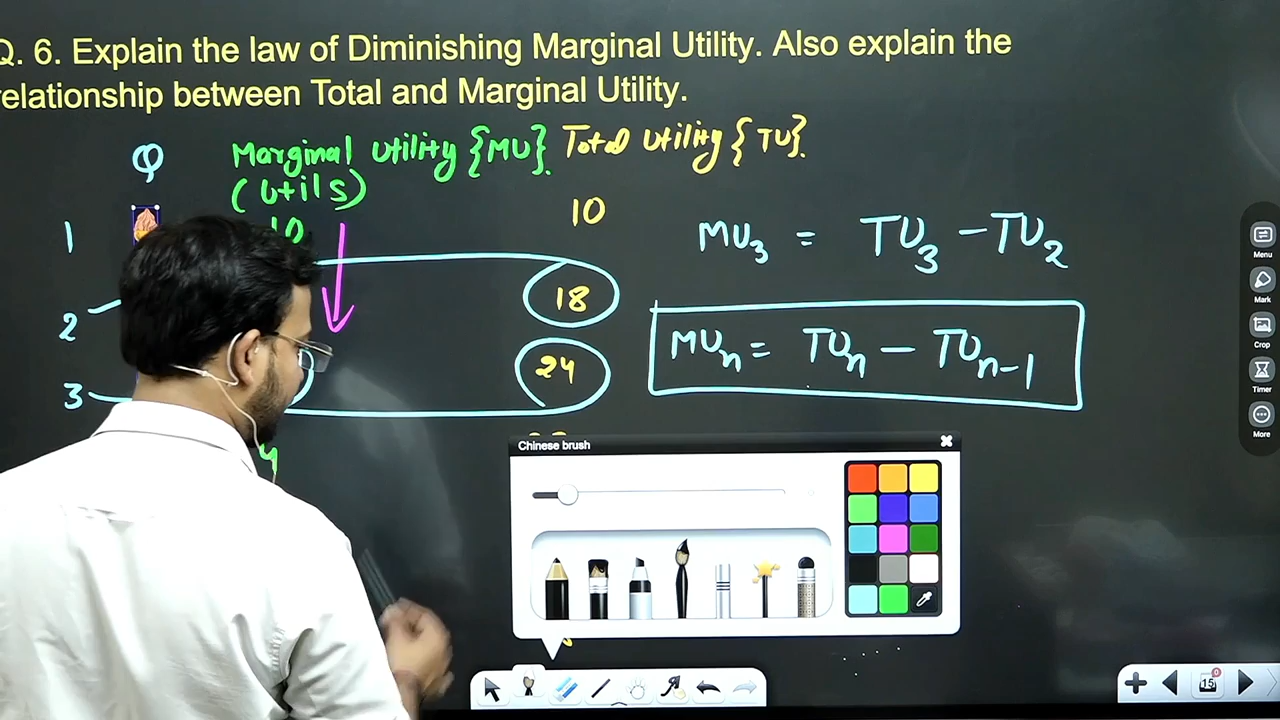 Q. 6. Explain the law of Diminishing Marginal Utility. Also explain the
relationship between Total and Marginal Utility.
Q Marginal Utility {MU}. Total Utility {TU}.
(Utils)
1 10 10
2 18
3 24
4
MU3 = TU3 - TU2
MUn = TUn - TUn-1
Chinese brush
Menu
Mark
Crop
Timer
More
15